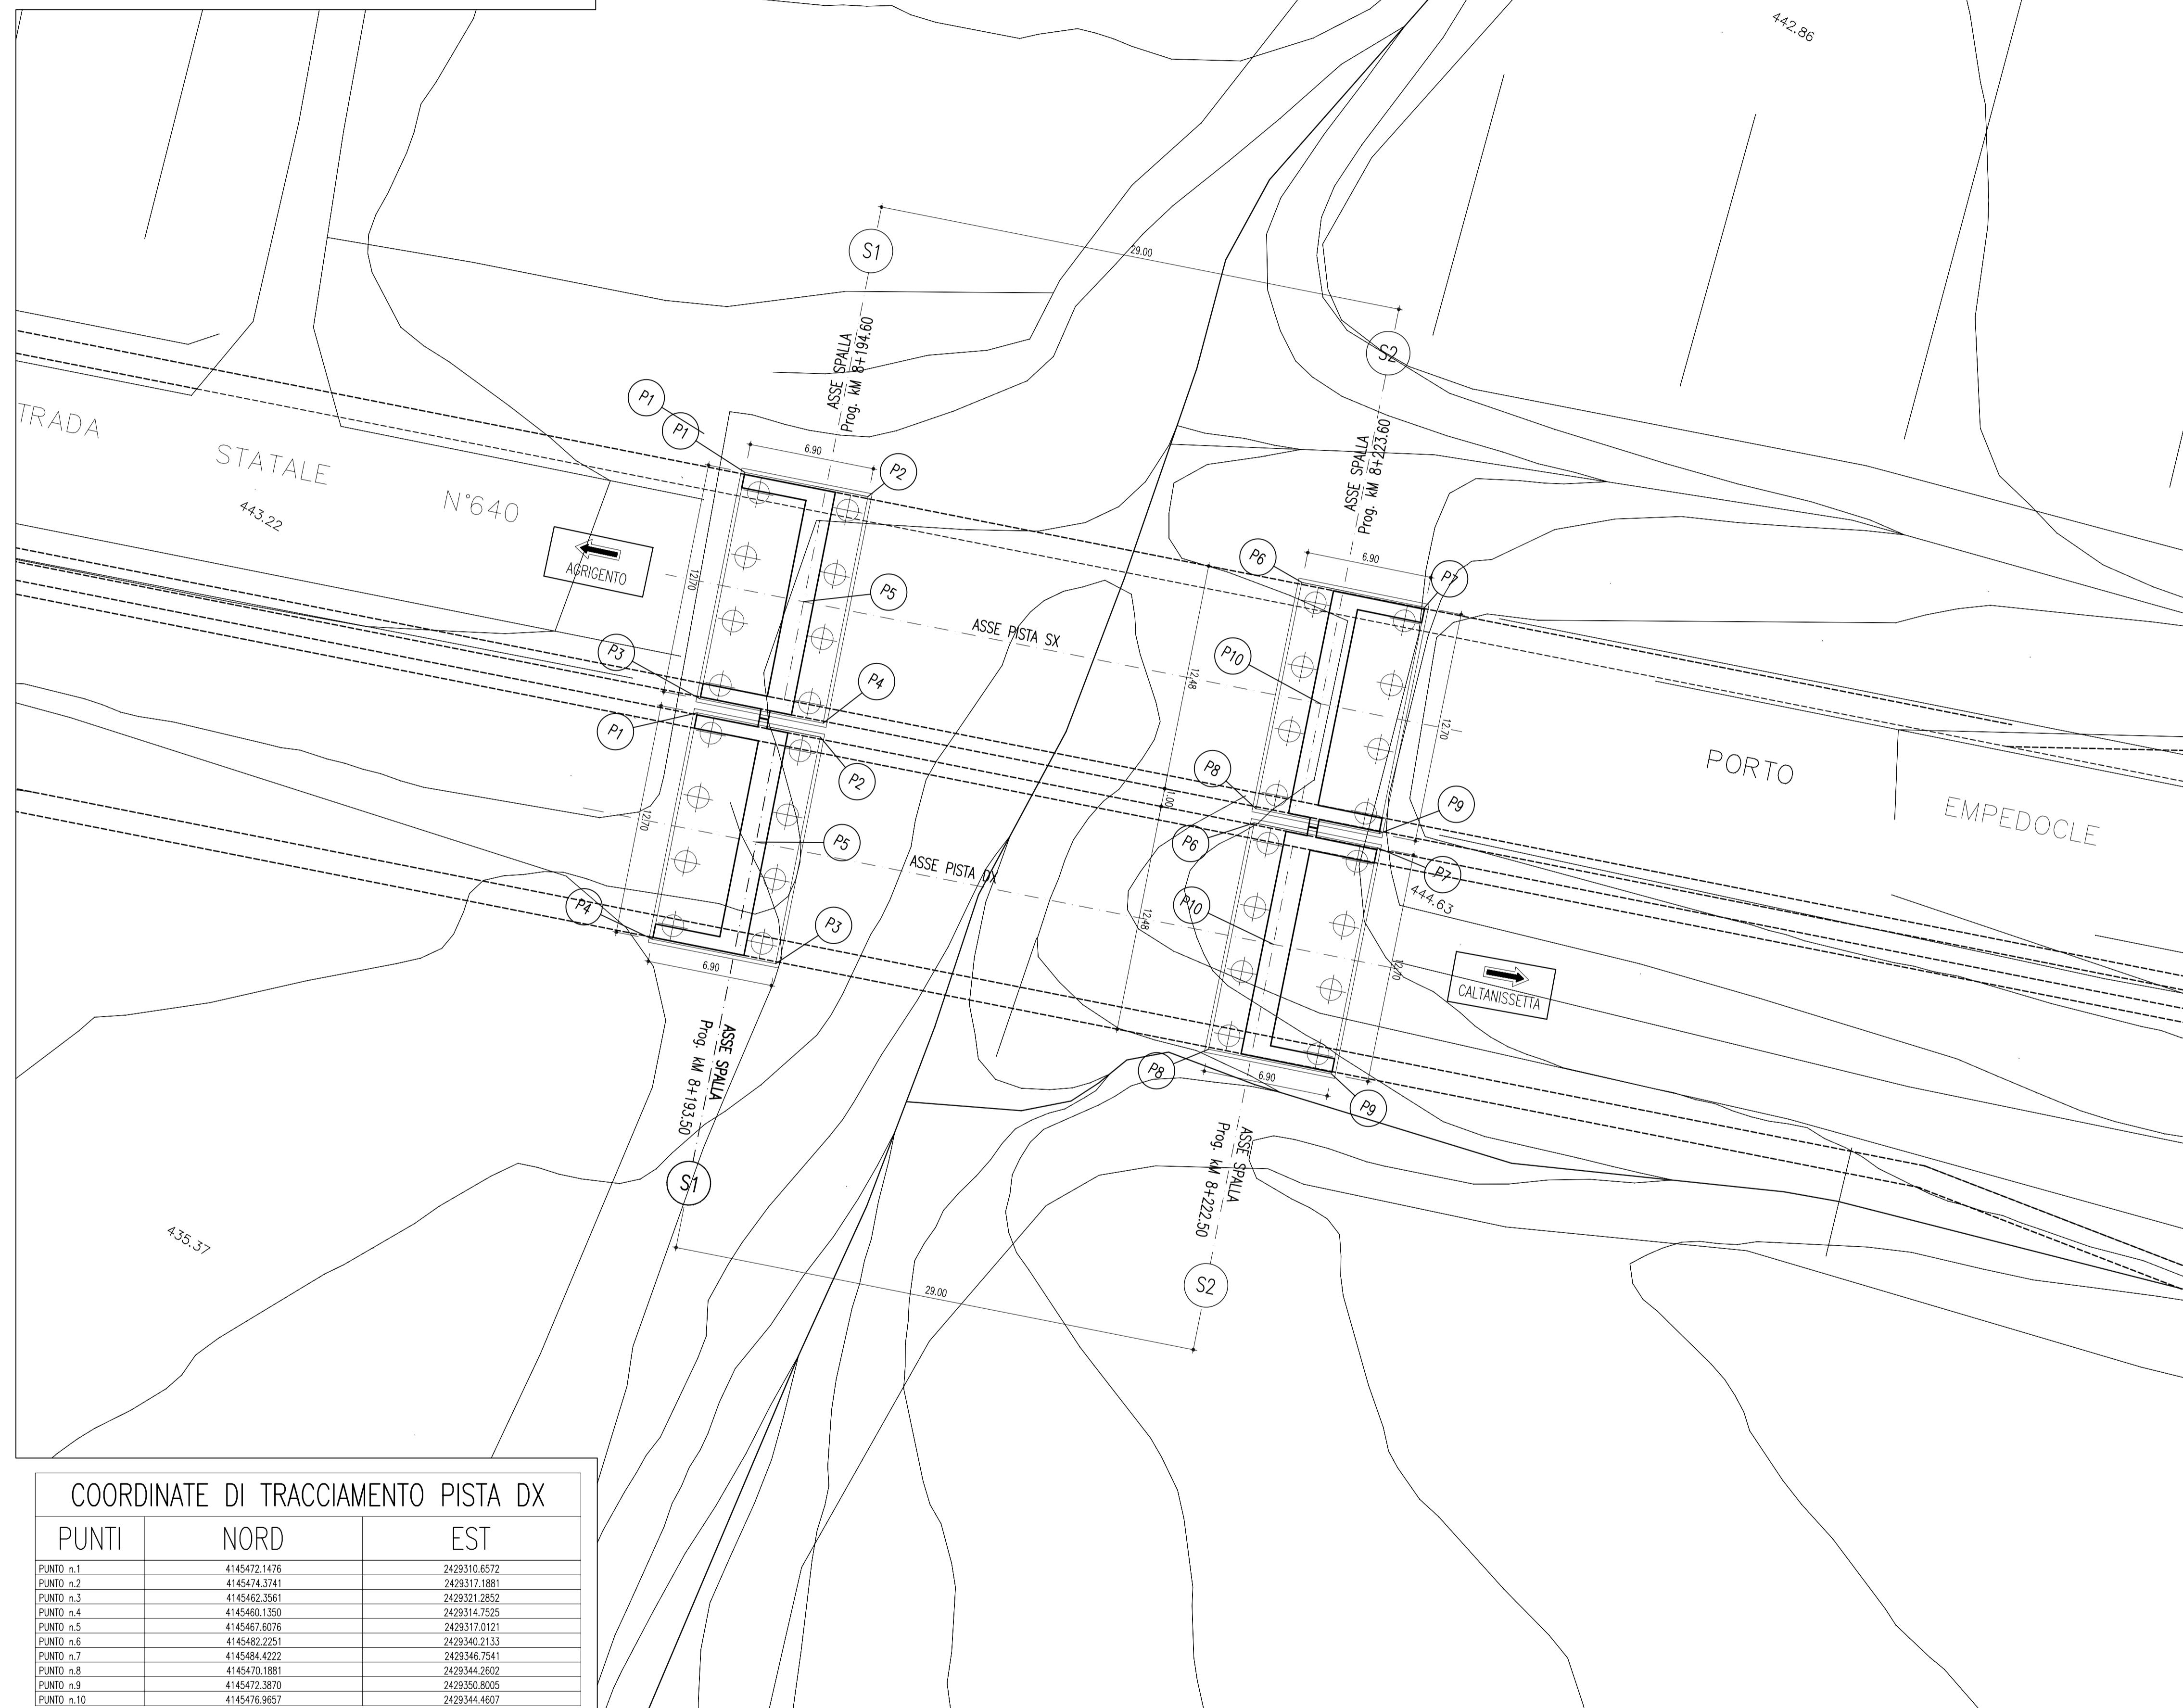 442.86
S1
29.00
S2
ASSE SPALLA
Prog. kM 8+194.60
ASSE SPALLA
Prog. kM 8+223.60
P1
P1
6.90
P2
TRADA
STATALE
N°640
443.22
AGRIGENTO
12.70
P5
P6
6.90
P7
ASSE PISTA SX
P3
P4
P10
12.48
12.70
P1
P2
P8
1.00
P9
PORTO
EMPEDOCLE
12.70
P5
P6
P7
ASSE PISTA DX
444.63
P4
P3
P10
12.48
12.70
6.90
CALTANISSETTA
P8
6.90
P9
ASSE SPALLA
Prog. kM 8+193.50
ASSE SPALLA
Prog. kM 8+222.50
S1
435.37
29.00
S2
COORDINATE DI TRACCIAMENTO PISTA DX
PUNTI NORD EST
PUNTO n.1 4145472.1476 2429310.6572
PUNTO n.2 4145474.3741 2429317.1881
PUNTO n.3 4145462.3561 2429321.2852
PUNTO n.4 4145460.1350 2429314.7525
PUNTO n.5 4145467.6076 2429317.0121
PUNTO n.6 4145482.2251 2429340.2133
PUNTO n.7 4145484.4222 2429346.7541
PUNTO n.8 4145470.1881 2429344.2602
PUNTO n.9 4145472.3870 2429350.8005
PUNTO n.10 4145476.9657 2429344.4607